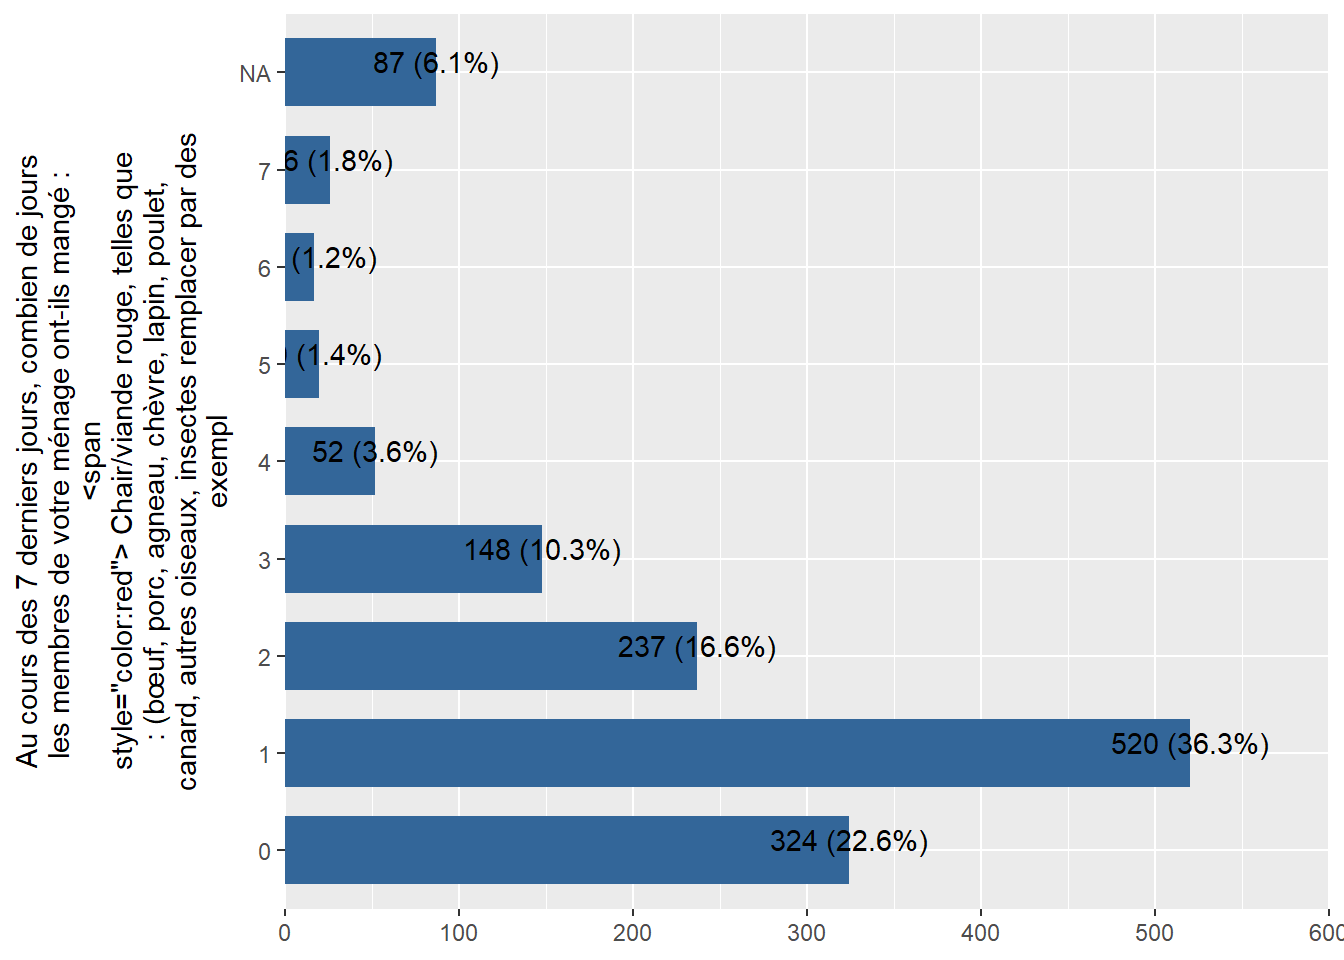 Au cours des 7 derniers jours, combien de jours
les membres de votre ménage ont-ils mangé :
<span
style="color:red"> Chair/viande rouge, telles que
: (bœuf, porc, agneau, chèvre, lapin, poulet,
canard, autres oiseaux, insectes remplacer par des
exempl
NA
87 (6.1%)
7
6 (1.8%)
6
(1.2%)
5
(1.4%)
4
52 (3.6%)
3
148 (10.3%)
2
237 (16.6%)
1
520 (36.3%)
0
324 (22.6%)
0 100 200 300 400 500 600